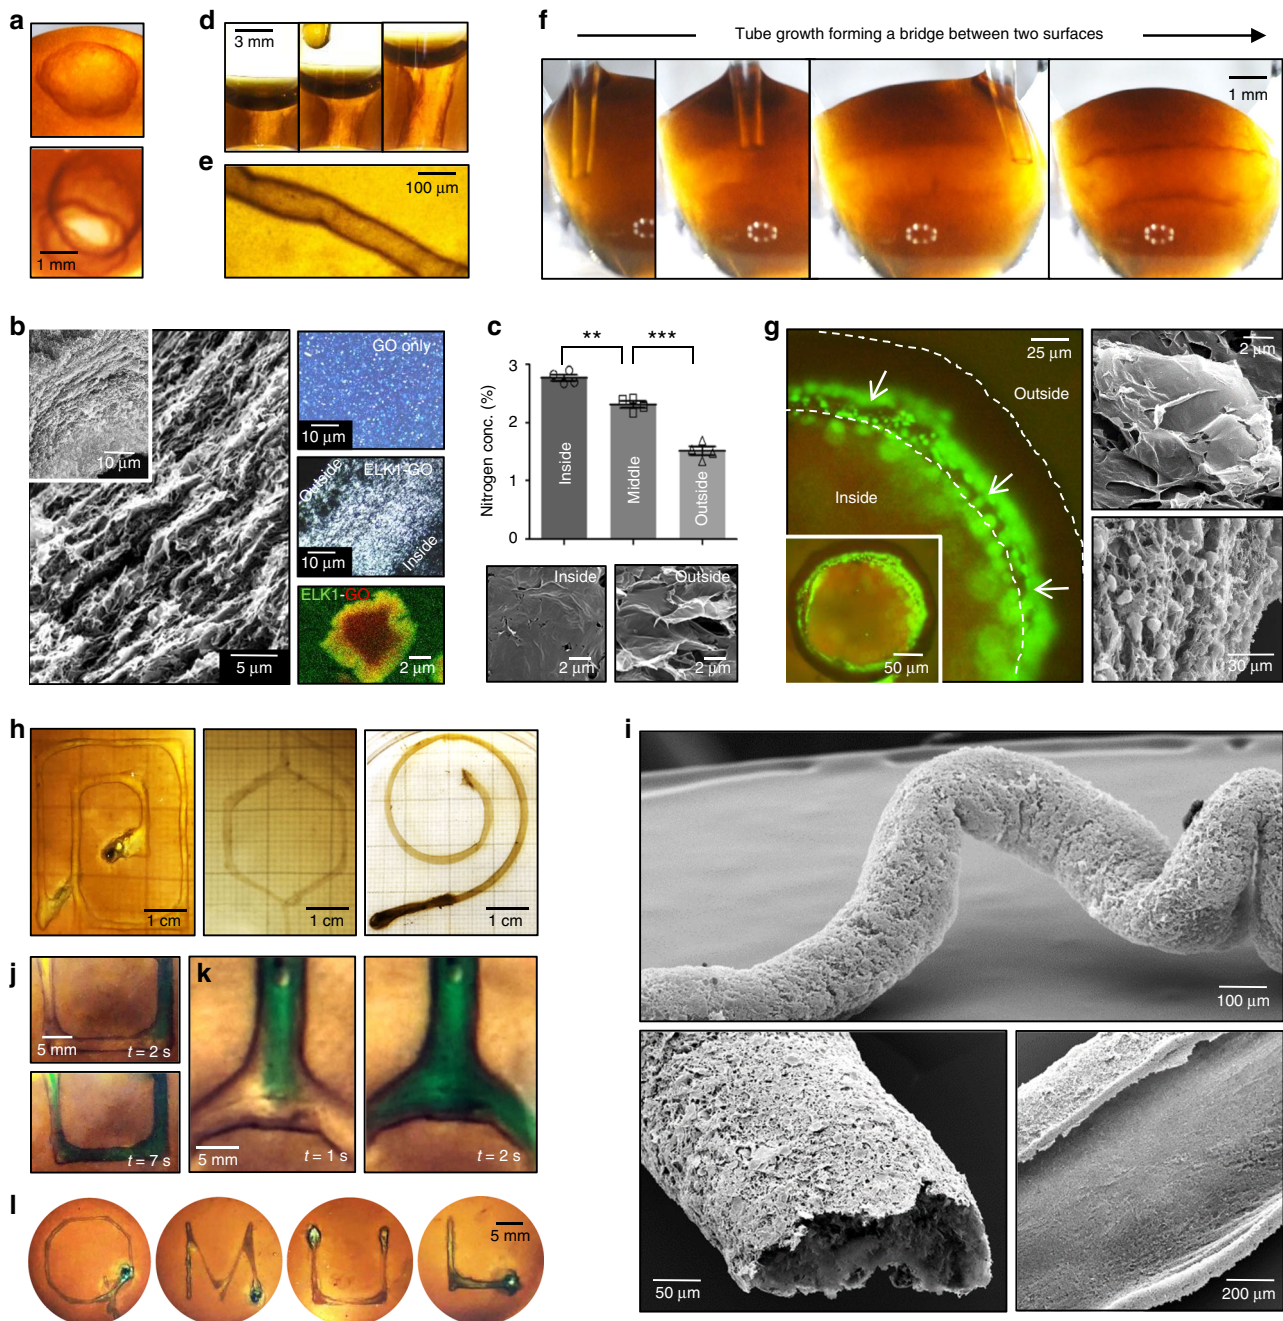 a
1 mm
d
3 mm
e
100 µm
f
Tube growth forming a bridge between two surfaces
1 mm
b
10 µm
5 µm
GO only
10 µm
ELK1-GO
Outside
Inside
10 µm
ELK1-GO
2 µm
c
** ***
Nitrogen conc. (%)
3
2
1
0
Inside
Middle
Outside
Inside
2 µm
Outside
2 µm
g
25 µm
Outside
Inside
50 µm
2 µm
30 µm
h
1 cm
1 cm
1 cm
i
100 µm
50 µm
200 µm
j
5 mm
t = 2 s
t = 7 s
k
5 mm
t = 1 s
t = 2 s
l
5 mm
Q M U L